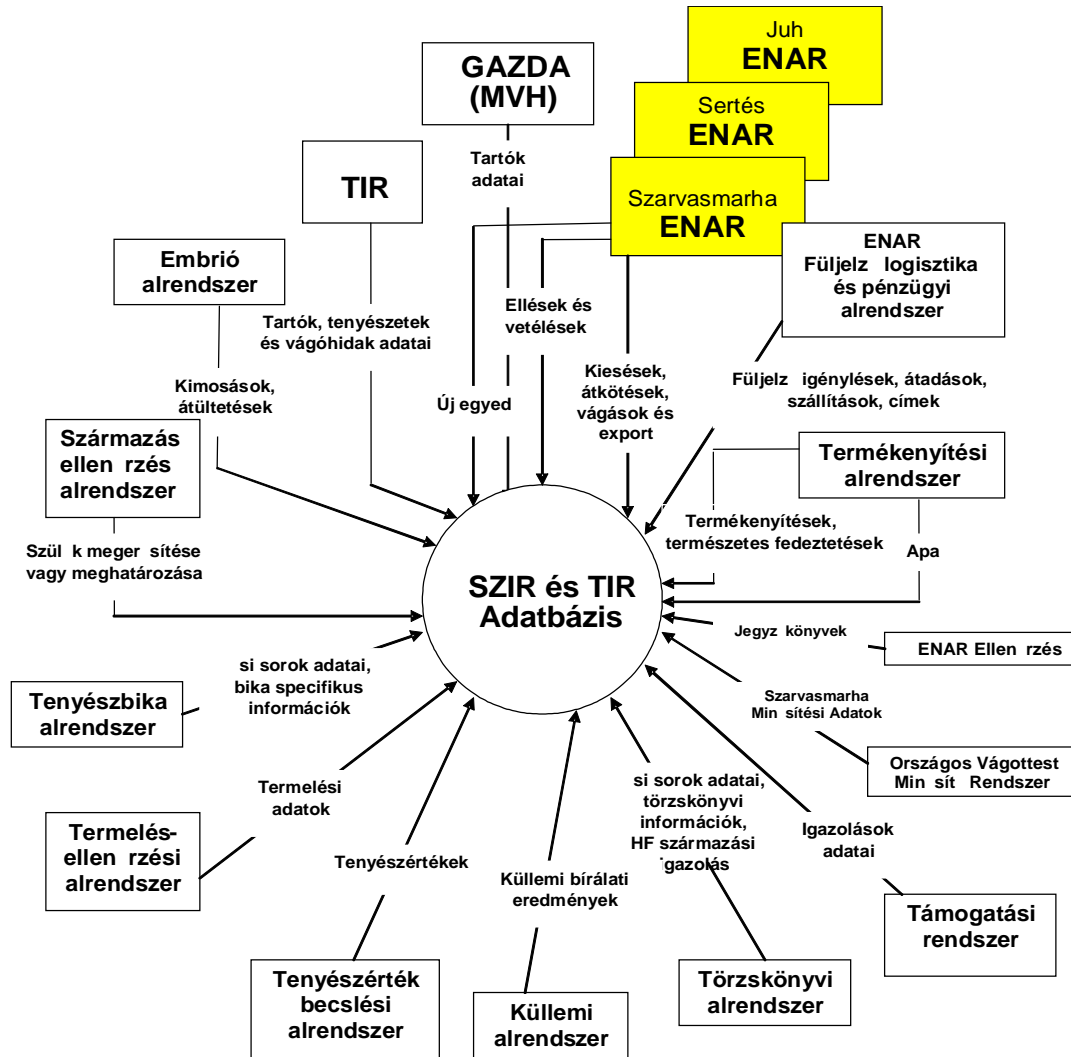 Juh
ENAR
GAZDA
(MVH)
Sertés
ENAR
Tartók
adatai
TIR
Szarvasmarha
ENAR
Embrió
alrendszer
ENAR
Füljelz logisztika
és pénzügyi
alrendszer
Tartók, tenyészetek
és vágóhidak adatai
Ellések és
vetélések
Kimosások,
átültetések
Új egyed
Kiesések,
átkötések,
vágások és
export
Füljelz igénylések, átadások,
szállítások, címek
Származás
ellen rzés
alrendszer
Termékenyítési
alrendszer
Szül k meger sítése
vagy meghatározása
Termékenyítések,
természetes fedeztetések
Apa
SZIR és TIR
Adatbázis
Jegyz könyvek
ENAR Ellen rzés
si sorok adatai,
bika specifikus
információk
Tenyészbika
alrendszer
Szarvasmarha
Min sítési Adatok
Országos Vágottest
Min sít Rendszer
Termelési
adatok
si sorok adatai,
törzskönyvi
információk,
HF származási
igazolás
Igazolások
adatai
Termelés-
ellen rzési
alrendszer
Tenyészértékek
Küllemi bírálati
eredmények
Támogatási
rendszer
Tenyészérték
becslési
alrendszer
Küllemi
alrendszer
Törzskönyvi
alrendszer